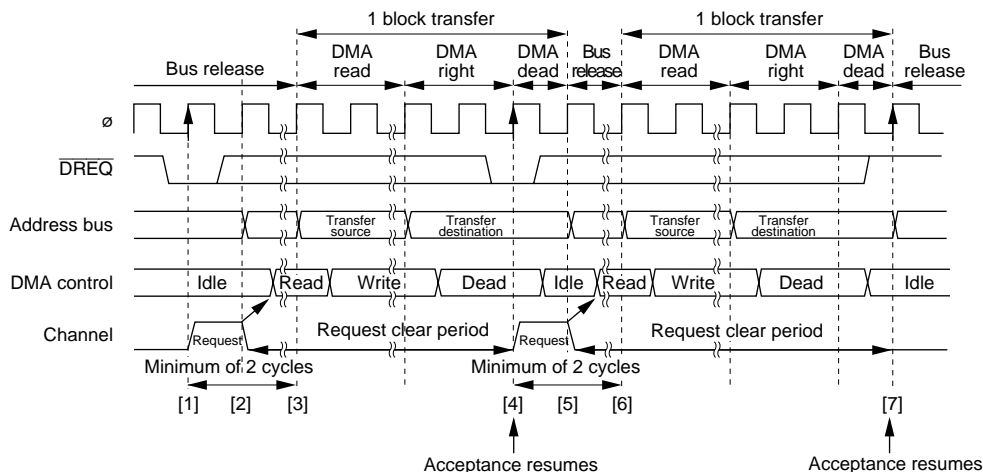 1 block transfer 1 block transfer
Bus release DMA read DMA right DMA dead Bus release DMA read DMA right DMA dead Bus release
ø
DREQ
Address bus Transfer source Transfer destination Transfer source Transfer destination
DMA control Idle Read Write Dead Idle Read Write Dead Idle
Channel Request Request clear period Request Request clear period
Minimum of 2 cycles Minimum of 2 cycles
[1] [2] [3] [4] [5] [6] [7]
Acceptance resumes Acceptance resumes